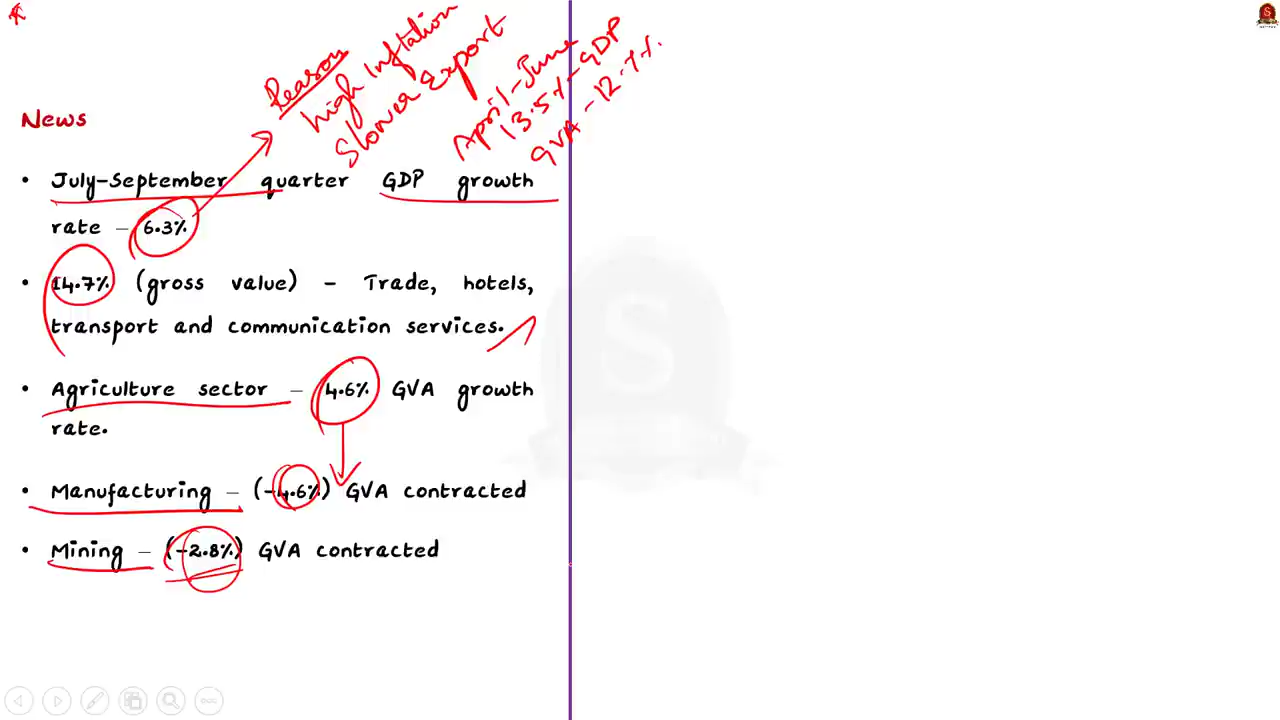 Reason
high Inflation
Slower Export
April-June
13.5% - GDP
GVA - 12.7%
News
• July-September quarter GDP growth
rate – 6.3%
• 14.7% (gross value) – Trade, hotels,
transport and communication services.
• Agriculture sector – 4.6% GVA growth
rate.
• Manufacturing – (-4.6%) GVA contracted
• Mining – (-2.8%) GVA contracted
S